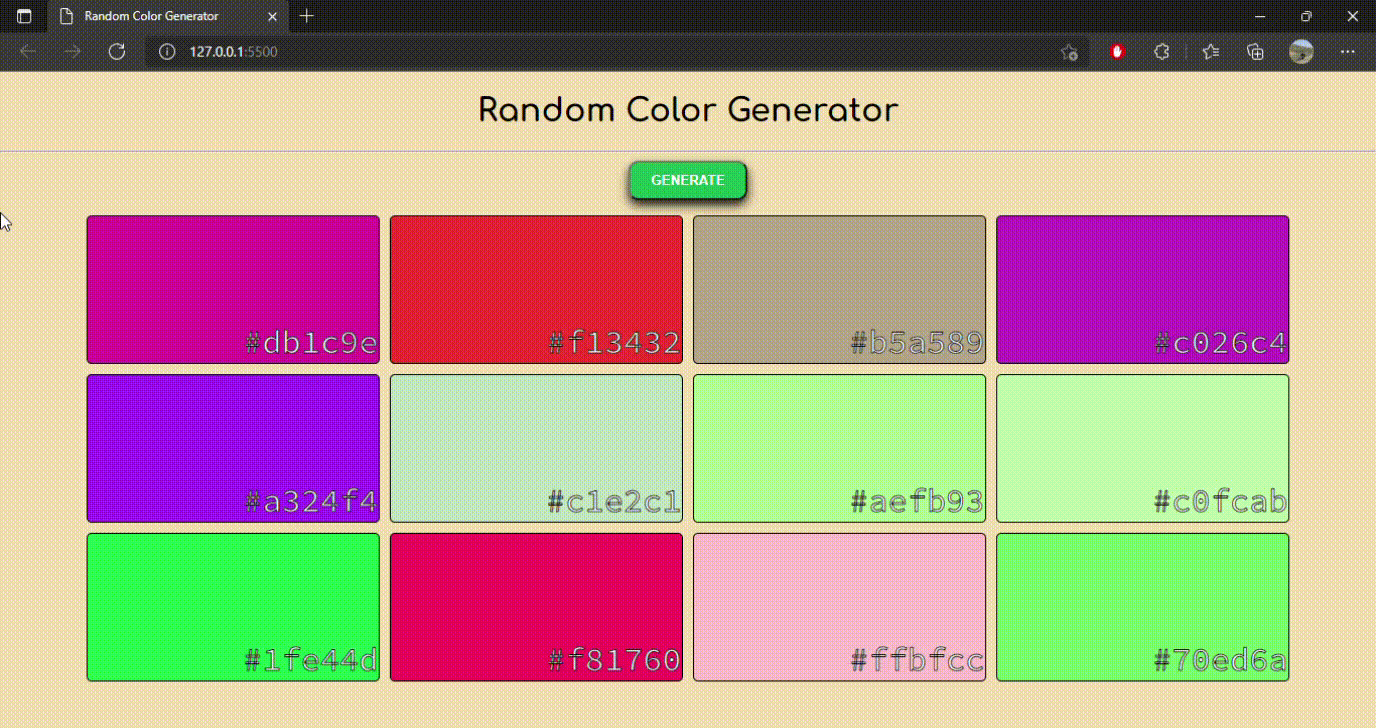 Random Color Generator
127.0.0.1:5500
Random Color Generator
GENERATE
#db1c9e #f13432 #b5a589 #c026c4
#a324f4 #c1e2c1 #aefb93 #c0fcab
#1fe44d #f81760 #ffbfcc #70ed6a